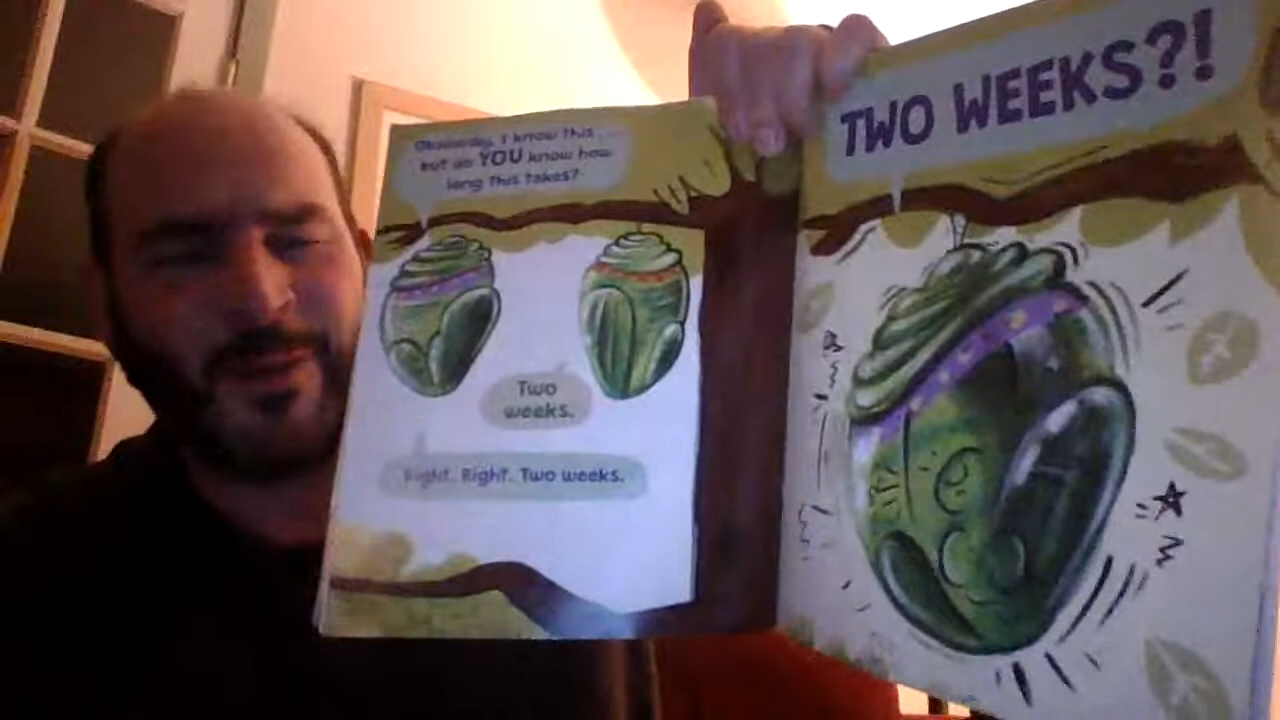 Obviously, I know this...
but do YOU know how
long this takes?
Two
weeks.
Right. Right. Two weeks.
TWO WEEKS?!